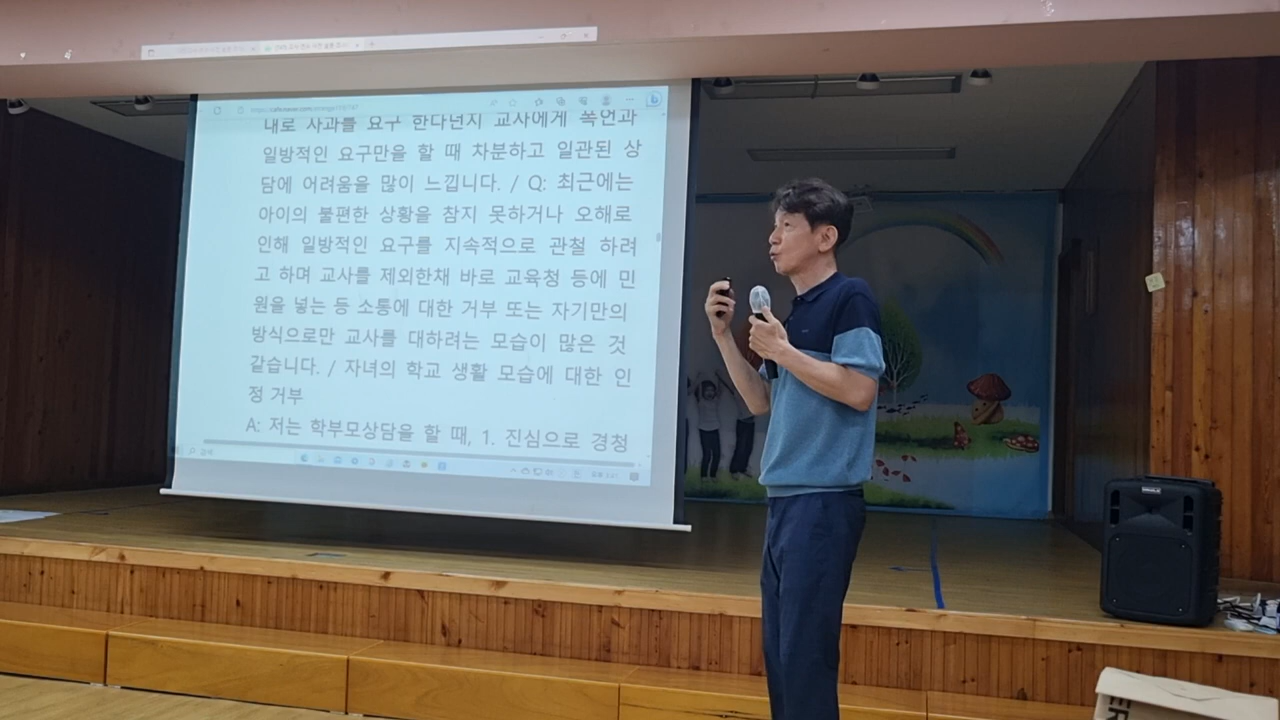 내로 사과를 요구 한다던지 교사에게 폭언과
일방적인 요구만을 할 때 차분하고 일관된 상
담에 어려움을 많이 느낍니다. / Q: 최근에는
아이의 불편한 상황을 참지 못하거나 오해로
인해 일방적인 요구를 지속적으로 관철 하려
고 하며 교사를 제외한채 바로 교육청 등에 민
원을 넣는 등 소통에 대한 거부 또는 자기만의
방식으로만 교사를 대하려는 모습이 많은 것
같습니다. / 자녀의 학교 생활 모습에 대한 인
정 거부
A: 저는 학부모상담을 할 때, 1. 진심으로 경청
검색
ER